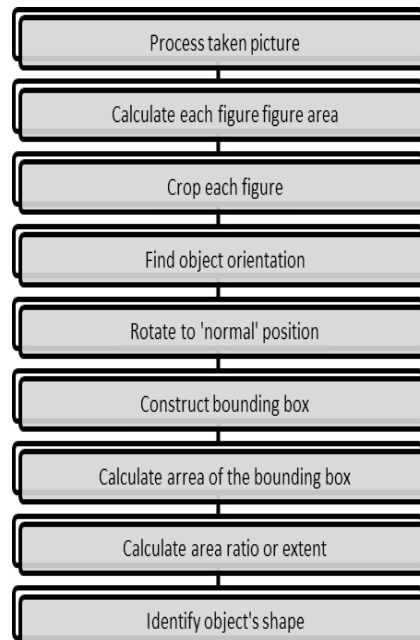 Process taken picture
Calculate each figure figure area
Crop each figure
Find object orientation
Rotate to 'normal' position
Construct bounding box
Calculate arrea of the bounding box
Calculate area ratio or extent
Identify object's shape